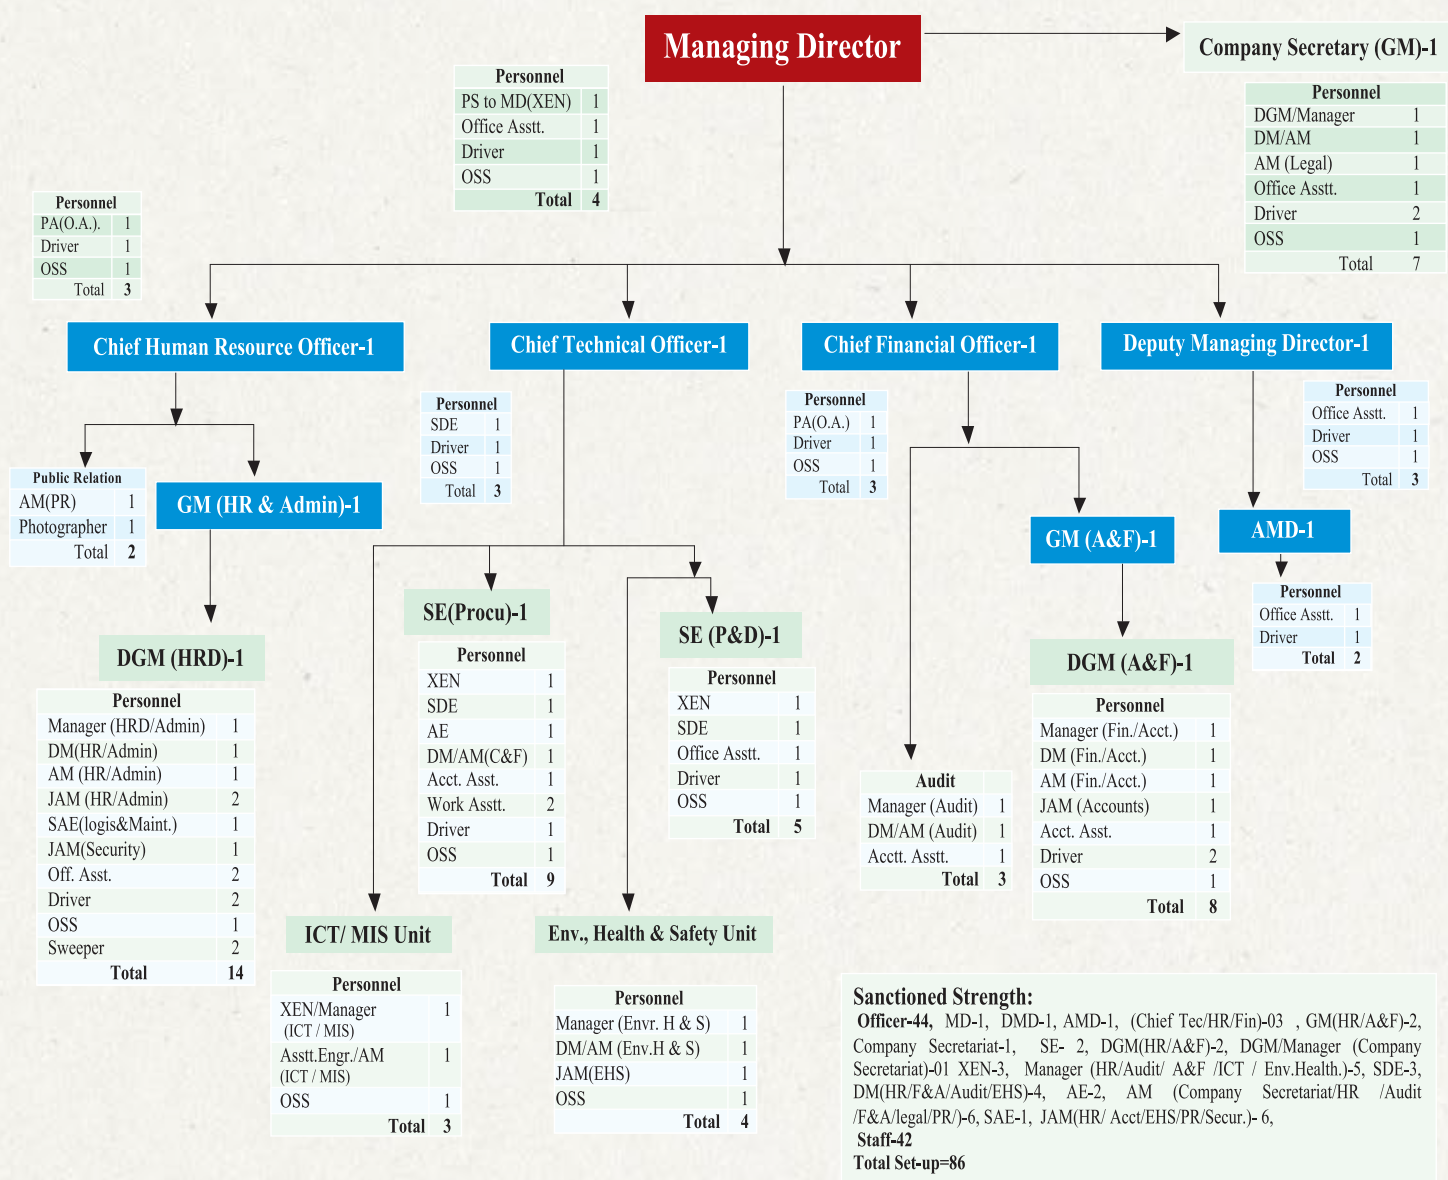 Managing Director
Company Secretary (GM)-1
Personnel
PS to MD(XEN) 1
Office Asstt. 1
Driver 1
OSS 1
Total 4
Personnel
DGM/Manager 1
DM/AM 1
AM (Legal) 1
Office Asstt. 1
Driver 2
OSS 1
Total 7
Personnel
PA(O.A.). 1
Driver 1
OSS 1
Total 3
Chief Human Resource Officer-1
Chief Technical Officer-1
Chief Financial Officer-1
Deputy Managing Director-1
Personnel
SDE 1
Driver 1
OSS 1
Total 3
Personnel
PA(O.A.) 1
Driver 1
OSS 1
Total 3
Personnel
Office Asstt. 1
Driver 1
OSS 1
Total 3
Public Relation
AM(PR) 1
Photographer 1
Total 2
GM (HR & Admin)-1
GM (A&F)-1
AMD-1
Personnel
Office Asstt. 1
Driver 1
Total 2
DGM (HRD)-1
Personnel
Manager (HRD/Admin) 1
DM(HR/Admin) 1
AM (HR/Admin) 1
JAM (HR/Admin) 2
SAE(logis&Maint.) 1
JAM(Security) 1
Off. Asst. 2
Driver 2
OSS 1
Sweeper 2
Total 14
SE(Procu)-1
Personnel
XEN 1
SDE 1
AE 1
DM/AM(C&F) 1
Acct. Asst. 1
Work Asstt. 2
Driver 1
OSS 1
Total 9
SE (P&D)-1
Personnel
XEN 1
SDE 1
Office Asstt. 1
Driver 1
OSS 1
Total 5
DGM (A&F)-1
Personnel
Manager (Fin./Acct.) 1
DM (Fin./Acct.) 1
AM (Fin./Acct.) 1
JAM (Accounts) 1
Acct. Asst. 1
Driver 2
OSS 1
Total 8
Audit
Manager (Audit) 1
DM/AM (Audit) 1
Acctt. Asstt. 1
Total 3
ICT/ MIS Unit
Personnel
XEN/Manager 1
(ICT / MIS)
Asstt.Engr./AM 1
(ICT / MIS)
OSS 1
Total 3
Env., Health & Safety Unit
Personnel
Manager (Envr. H & S) 1
DM/AM (Env.H & S) 1
JAM(EHS) 1
OSS 1
Total 4
Sanctioned Strength:
Officer-44, MD-1, DMD-1, AMD-1, (Chief Tec/HR/Fin)-03 , GM(HR/A&F)-2,
Company Secretariat-1, SE- 2, DGM(HR/A&F)-2, DGM/Manager (Company
Secretariat)-01 XEN-3, Manager (HR/Audit/ A&F /ICT / Env.Health.)-5, SDE-3,
DM(HR/F&A/Audit/EHS)-4, AE-2, AM (Company Secretariat/HR /Audit
/F&A/legal/PR/)-6, SAE-1, JAM(HR/ Acct/EHS/PR/Secur.)- 6,
Staff-42
Total Set-up=86